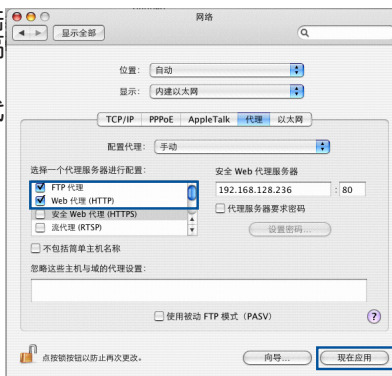 网络
显示全部
位置: 自动
显示: 内建以太网
TCP/IP PPPoE AppleTalk 代理 以太网
配置代理: 手动
选择一个代理服务器进行配置: 安全 Web 代理服务器
FTP 代理 192.168.128.236 : 80
Web 代理 (HTTP) 代理服务器要求密码
安全 Web 代理 (HTTPS) 设置密码...
流代理 (RTSP)
不包括简单主机名称
忽略这些主机与域的代理设置:
使用被动 FTP 模式（PASV） ?
点按锁按钮以防止再次更改。 向导... 现在应用